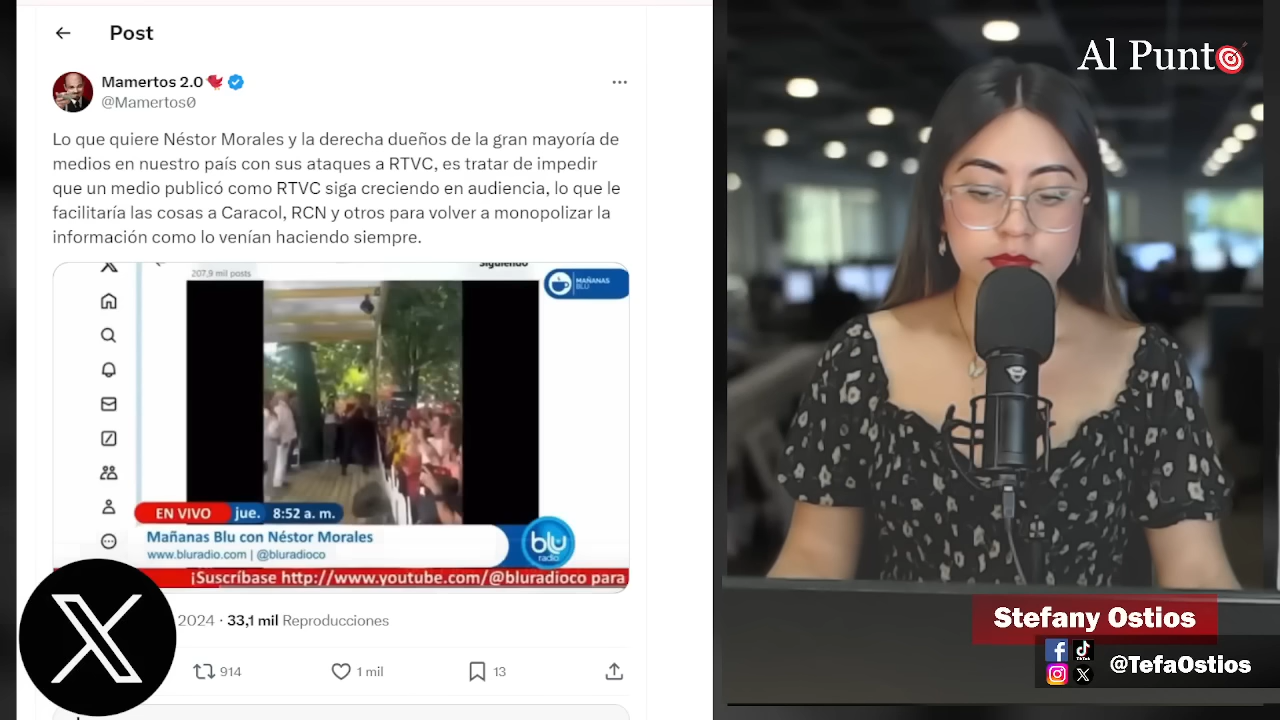 Post
Mamertos 2.0
@Mamertos0
Lo que quiere Néstor Morales y la derecha dueños de la gran mayoría de
medios en nuestro país con sus ataques a RTVC, es tratar de impedir
que un medio publicó como RTVC siga creciendo en audiencia, lo que le
facilitaría las cosas a Caracol, RCN y otros para volver a monopolizar la
información como lo venían haciendo siempre.
207,9 mil posts
Siguiendo
MAÑANAS
BLU
EN VIVO jue. 8:52 a. m.
Mañanas Blu con Néstor Morales
www.bluradio.com | @bluradioco
blu
radio
¡Suscríbase http://www.youtube.com/@bluradioco para
2024 · 33,1 mil Reproducciones
914 1 mil 13
Al Punto
Stefany Ostios
@TefaOstios